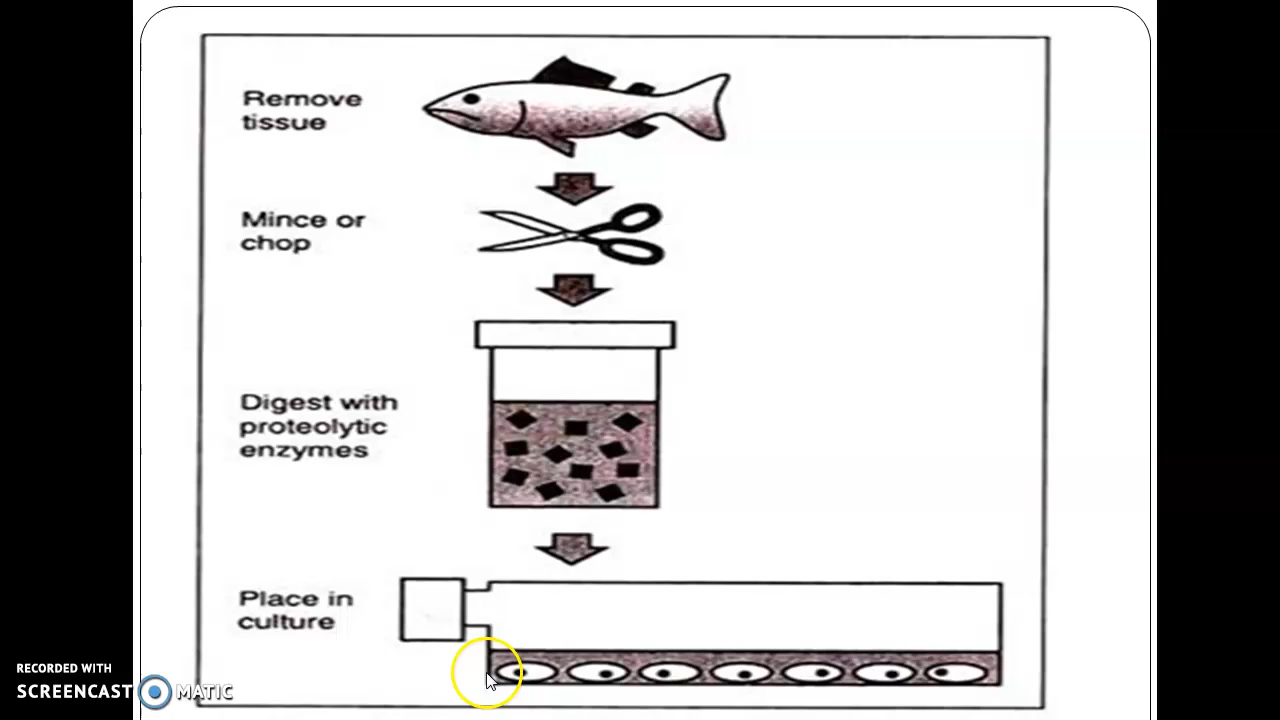 Remove
tissue
Mince or
chop
Digest with
proteolytic
enzymes
Place in
culture
RECORDED WITH
SCREENCAST MATIC